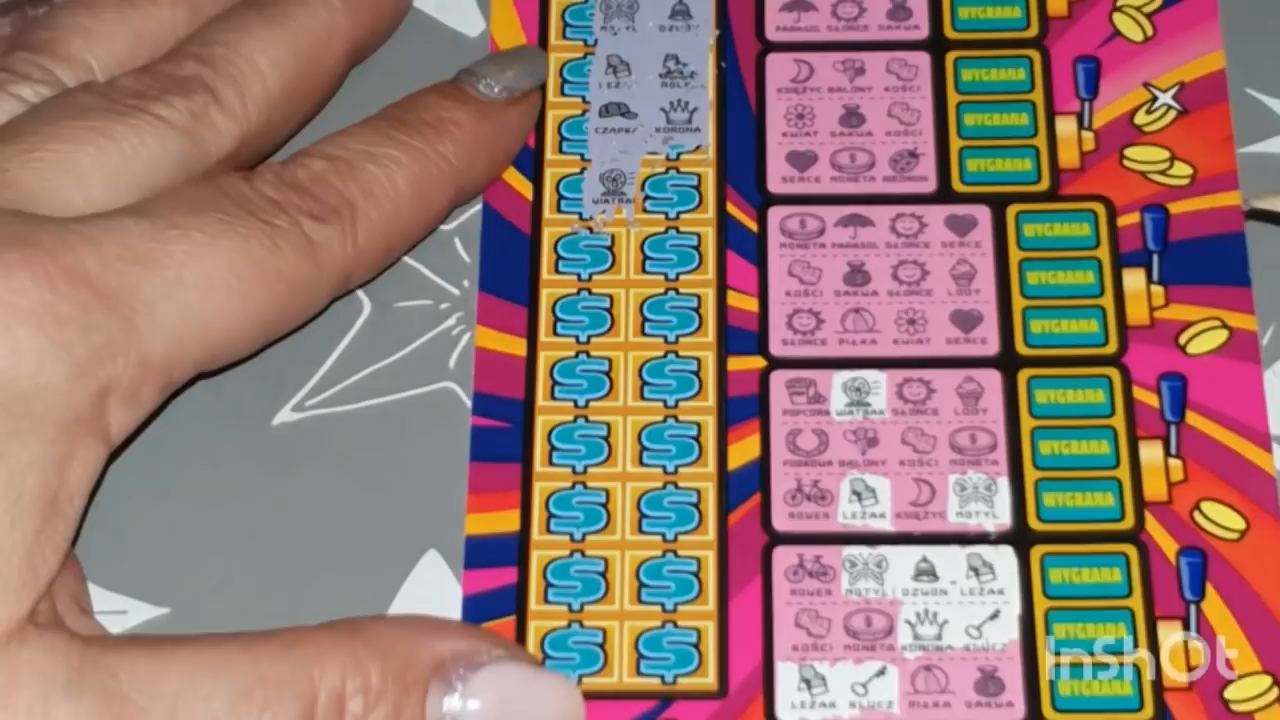 MOTYL DZWON
ROLKI
CZAPKA KORONA
WIATRAK
PARASOL SŁOŃCE SAKWA
WYGRANA
KSIĘŻYC BALONY KOŚCI
KWIAT SAKWA KOŚCI
SERCE MONETA
WYGRANA
WYGRANA
WYGRANA
MONETA PARASOL SŁOŃCE SERCE
KOŚCI SAKWA SŁOŃCE LODY
SŁOŃCE PIŁKA KWIAT SERCE
WYGRANA
WYGRANA
WYGRANA
POPCORN WIATRAK SŁOŃCE LODY
PODKOWA BALONY KOŚCI MONETA
ROWER LEŻAK KSIĘŻYC MOTYL
WYGRANA
WYGRANA
WYGRANA
ROWER MOTYL DZWON LEŻAK
KOŚCI MONETA KORONA KLUCZ
LEŻAK KLUCZ PIŁKA SAKWA
WYGRANA
WYGRANA
WYGRANA
InShOt